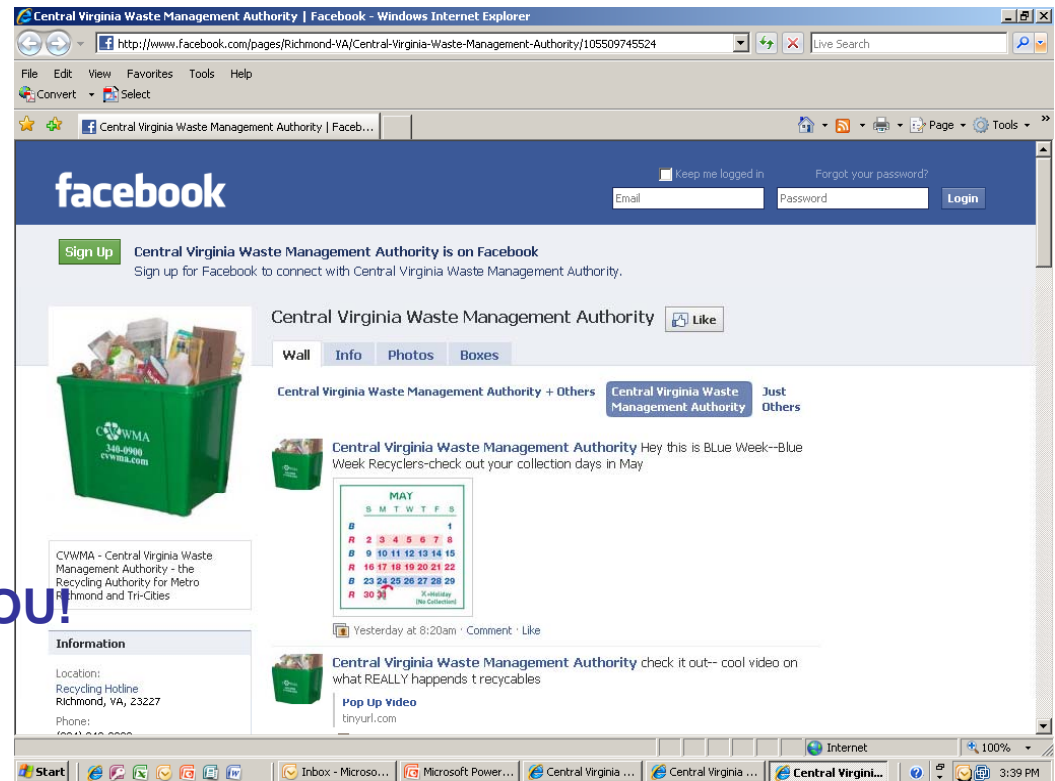 Central Virginia Waste Management Authority | Facebook - Windows Internet Explorer
http://www.facebook.com/pages/Richmond-VA/Central-Virginia-Waste-Management-Authority/105509745524
Live Search
File Edit View Favorites Tools Help
Convert Select
Central Virginia Waste Management Authority | Faceb...
Page Tools
facebook
Keep me logged in Forgot your password?
Email Password Login
Sign Up Central Virginia Waste Management Authority is on Facebook
Sign up for Facebook to connect with Central Virginia Waste Management Authority.
Central Virginia Waste Management Authority Like
Wall Info Photos Boxes
Central Virginia Waste Management Authority + Others
Central Virginia Waste
Management Authority
Just
Others
CVWMA
340-0900
cvwma.com
Central Virginia Waste Management Authority Hey this is BLue Week--Blue
Week Recyclers-check out your collection days in May
MAY
S M T W T F S
B 1
R 2 3 4 5 6 7 8
B 9 10 11 12 13 14 15
R 16 17 18 19 20 21 22
B 23 24 25 26 27 28 29
R 30 31 X=Holiday
(No Collection)
Yesterday at 8:20am · Comment · Like
CVWMA - Central Virginia Waste
Management Authority - the
Recycling Authority for Metro
Richmond and Tri-Cities
OU!
Information
Location:
Recycling Hotline
Richmond, VA, 23227
Phone:
Central Virginia Waste Management Authority check it out-- cool video on
what REALLY happends t recycables
Pop Up Video
tinyurl.com
Internet 100%
Start Inbox - Microso... Microsoft Power... Central Virginia ... Central Virginia ... Central Virgini... 3:39 PM